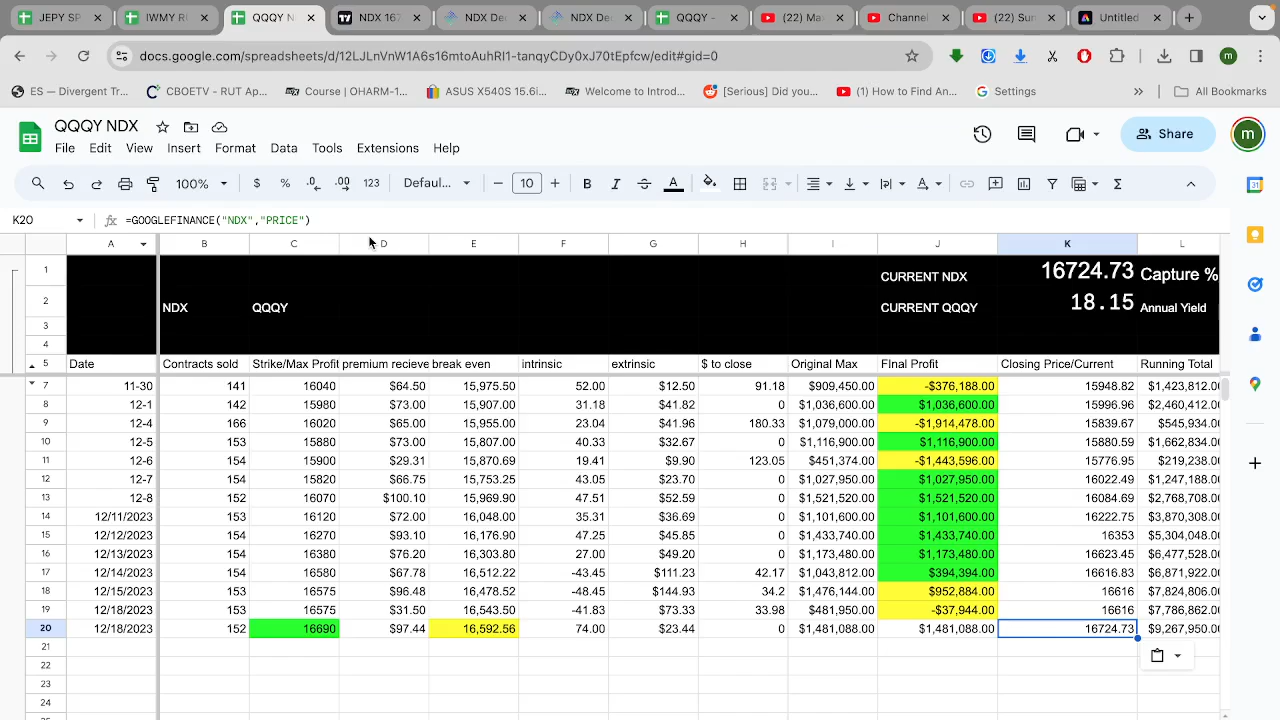 JEPY SP
IWMY R
QQQY N
NDX 67
NDX De
NDX De
QQQY -
(22) Ma
Channel
(22) Sur
Untitled
docs.google.com/spreadsheets/d/12LJLnVnW1A6s16mtoAuhRI1-tanqyCDy0xJ70tEpfcw/edit#gid=0
ES — Divergent Tr...
CBOETV – RUT Ap...
Course | OHARM-1...
ASUS X540S 15.6i...
Welcome to Introd...
[Serious] Did you...
(1) How to Find An...
Settings
All Bookmarks
QQQY NDX
File Edit View Insert Format Data Tools Extensions Help
Share
100% $ % .0 .00 123 Defaul... 10 B I A
K20 =GOOGLEFINANCE("NDX","PRICE")
A B C D E F G H I J K L
1 CURRENT NDX 16724.73 Capture %
2 NDX QQQY CURRENT QQQY 18.15 Annual Yield
3
4
5 Date Contracts sold Strike/Max Profit premium recieve break even intrinsic extrinsic $ to close Original Max FInal Profit Closing Price/Current Running Total
7 11-30 141 16040 $64.50 15,975.50 52.00 $12.50 91.18 $909,450.00 -$376,188.00 15948.82 $1,423,812.00
8 12-1 142 15980 $73.00 15,907.00 31.18 $41.82 0 $1,036,600.00 $1,036,600.00 15996.96 $2,460,412.00
9 12-4 166 16020 $65.00 15,955.00 23.04 $41.96 180.33 $1,079,000.00 -$1,914,478.00 15839.67 $545,934.00
10 12-5 153 15880 $73.00 15,807.00 40.33 $32.67 0 $1,116,900.00 $1,116,900.00 15880.59 $1,662,834.00
11 12-6 154 15900 $29.31 15,870.69 19.41 $9.90 123.05 $451,374.00 -$1,443,596.00 15776.95 $219,238.00
12 12-7 154 15820 $66.75 15,753.25 43.05 $23.70 0 $1,027,950.00 $1,027,950.00 16022.49 $1,247,188.00
13 12-8 152 16070 $100.10 15,969.90 47.51 $52.59 0 $1,521,520.00 $1,521,520.00 16084.69 $2,768,708.00
14 12/11/2023 153 16120 $72.00 16,048.00 35.31 $36.69 0 $1,101,600.00 $1,101,600.00 16222.75 $3,870,308.00
15 12/12/2023 154 16270 $93.10 16,176.90 47.25 $45.85 0 $1,433,740.00 $1,433,740.00 16353 $5,304,048.00
16 12/13/2023 154 16380 $76.20 16,303.80 27.00 $49.20 0 $1,173,480.00 $1,173,480.00 16623.45 $6,477,528.00
17 12/14/2023 154 16580 $67.78 16,512.22 -43.45 $111.23 42.17 $1,043,812.00 $394,394.00 16616.83 $6,871,922.00
18 12/15/2023 153 16575 $96.48 16,478.52 -48.45 $144.93 34.2 $1,476,144.00 $952,884.00 16616 $7,824,806.00
19 12/18/2023 153 16575 $31.50 16,543.50 -41.83 $73.33 33.98 $481,950.00 -$37,944.00 16616 $7,786,862.00
20 12/18/2023 152 16690 $97.44 16,592.56 74.00 $23.44 0 $1,481,088.00 $1,481,088.00 16724.73 $9,267,950.00
21
22
23
24